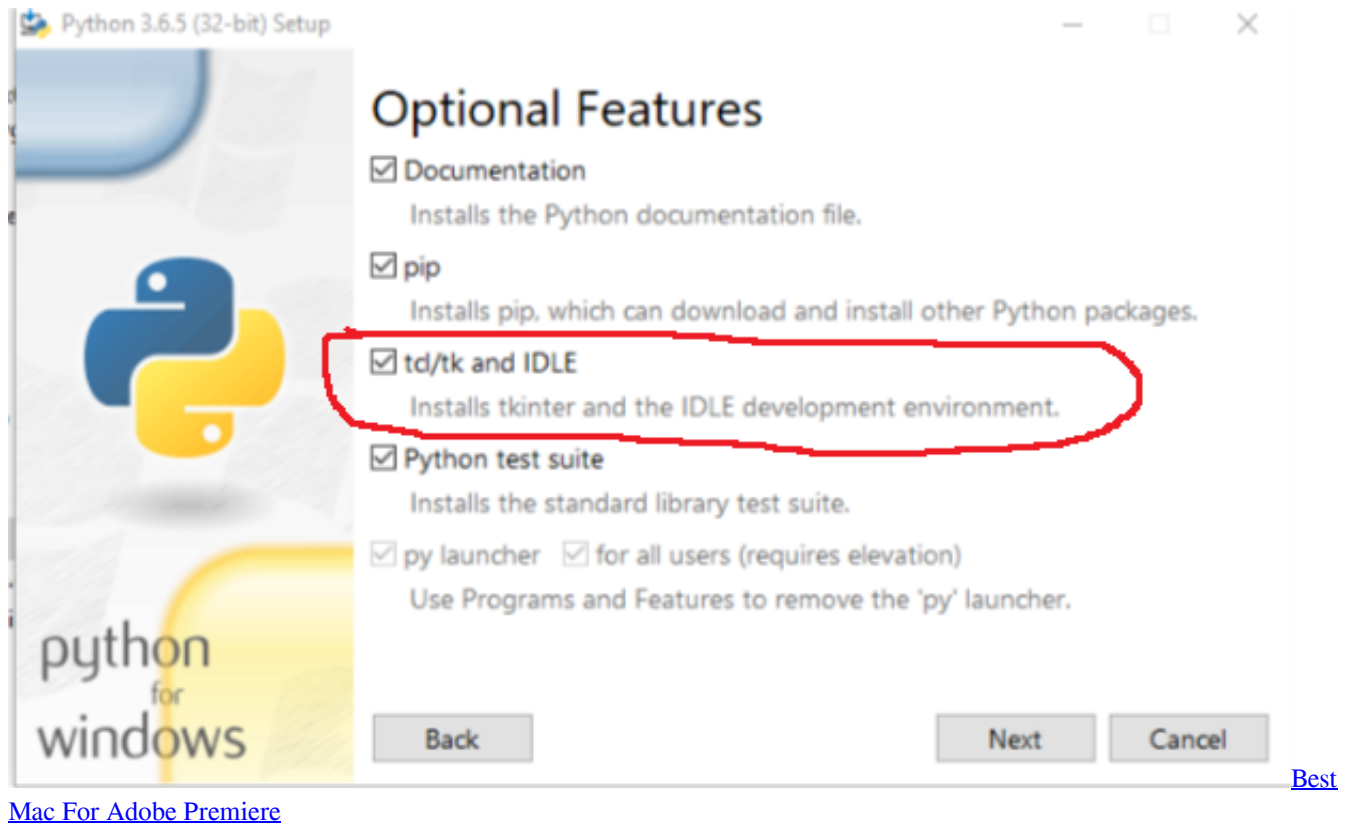 Python 3.6.5 (32-bit) Setup
Optional Features
Documentation
Installs the Python documentation file.
pip
Installs pip, which can download and install other Python packages.
tcl/tk and IDLE
Installs tkinter and the IDLE development environment.
Python test suite
Installs the standard library test suite.
py launcher for all users (requires elevation)
Use Programs and Features to remove the 'py' launcher.
python
for
windows
Back Next Cancel
Best
Mac For Adobe Premiere